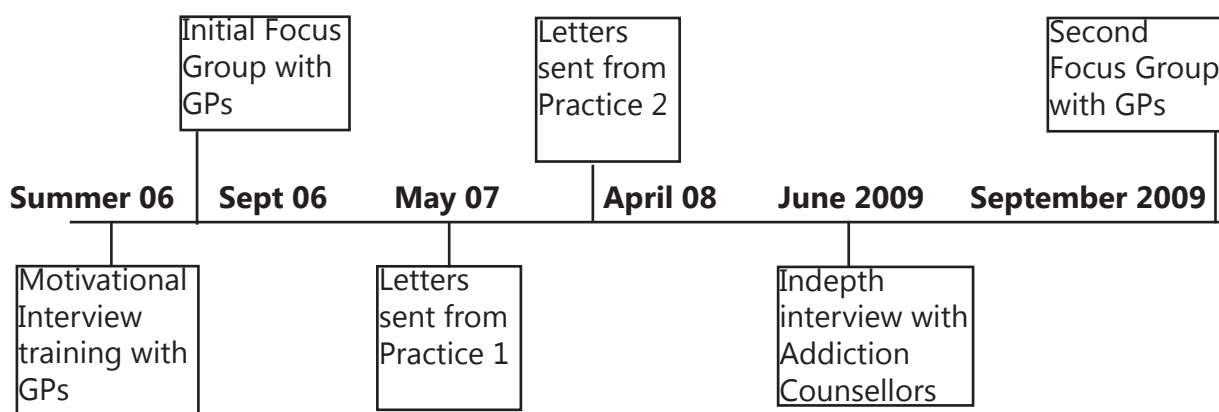 Initial Focus
Group with
GPs
Letters
sent from
Practice 2
Second
Focus Group
with GPs
Summer 06
Sept 06
May 07
April 08
June 2009
September 2009
Motivational
Interview
training with
GPs
Letters
sent from
Practice 1
Indepth
interview with
Addiction
Counsellors